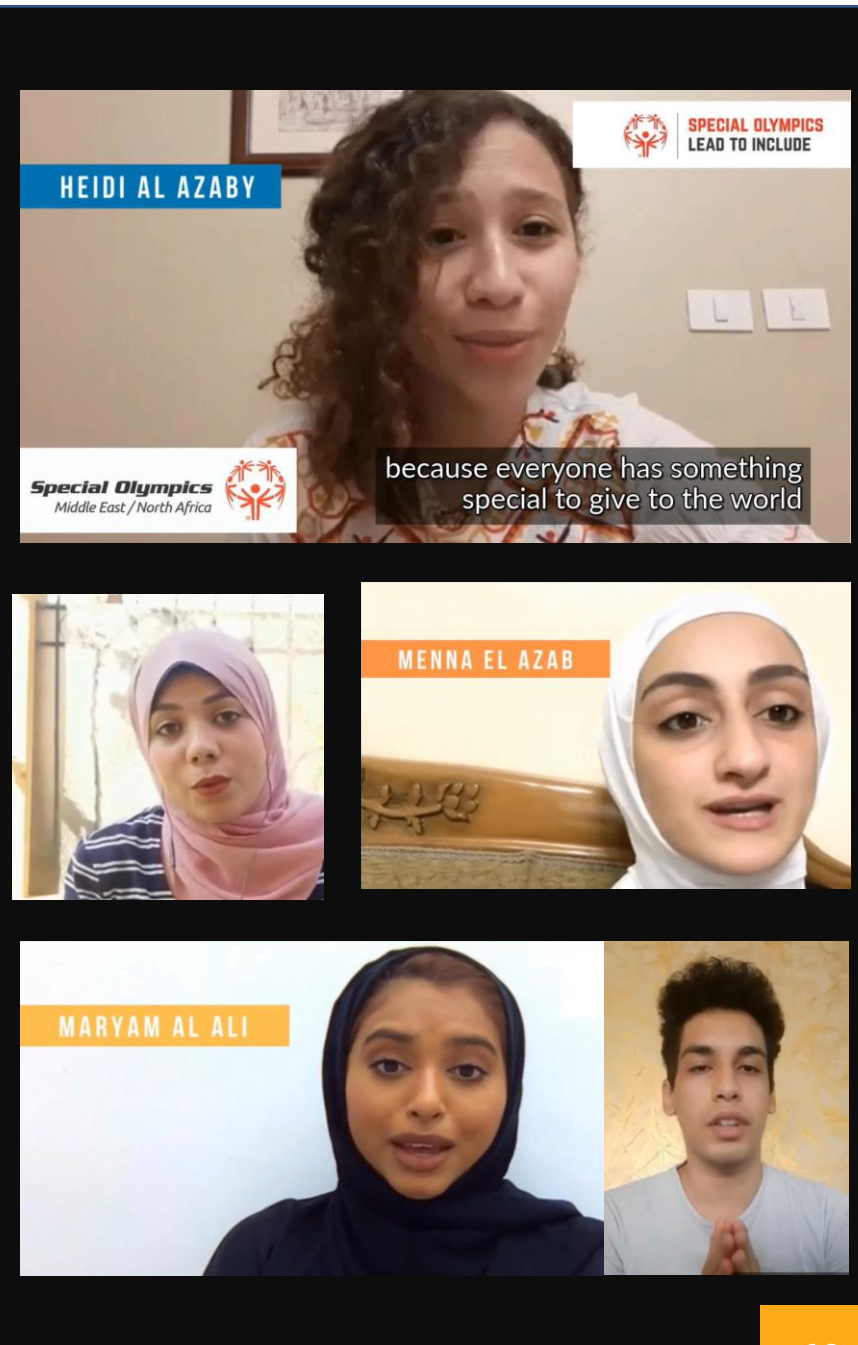 SPECIAL OLYMPICS
LEAD TO INCLUDE
HEIDI AL AZABY
Special Olympics
Middle East / North Africa
because everyone has something
special to give to the world
MENNA EL AZAB
MARYAM AL ALI